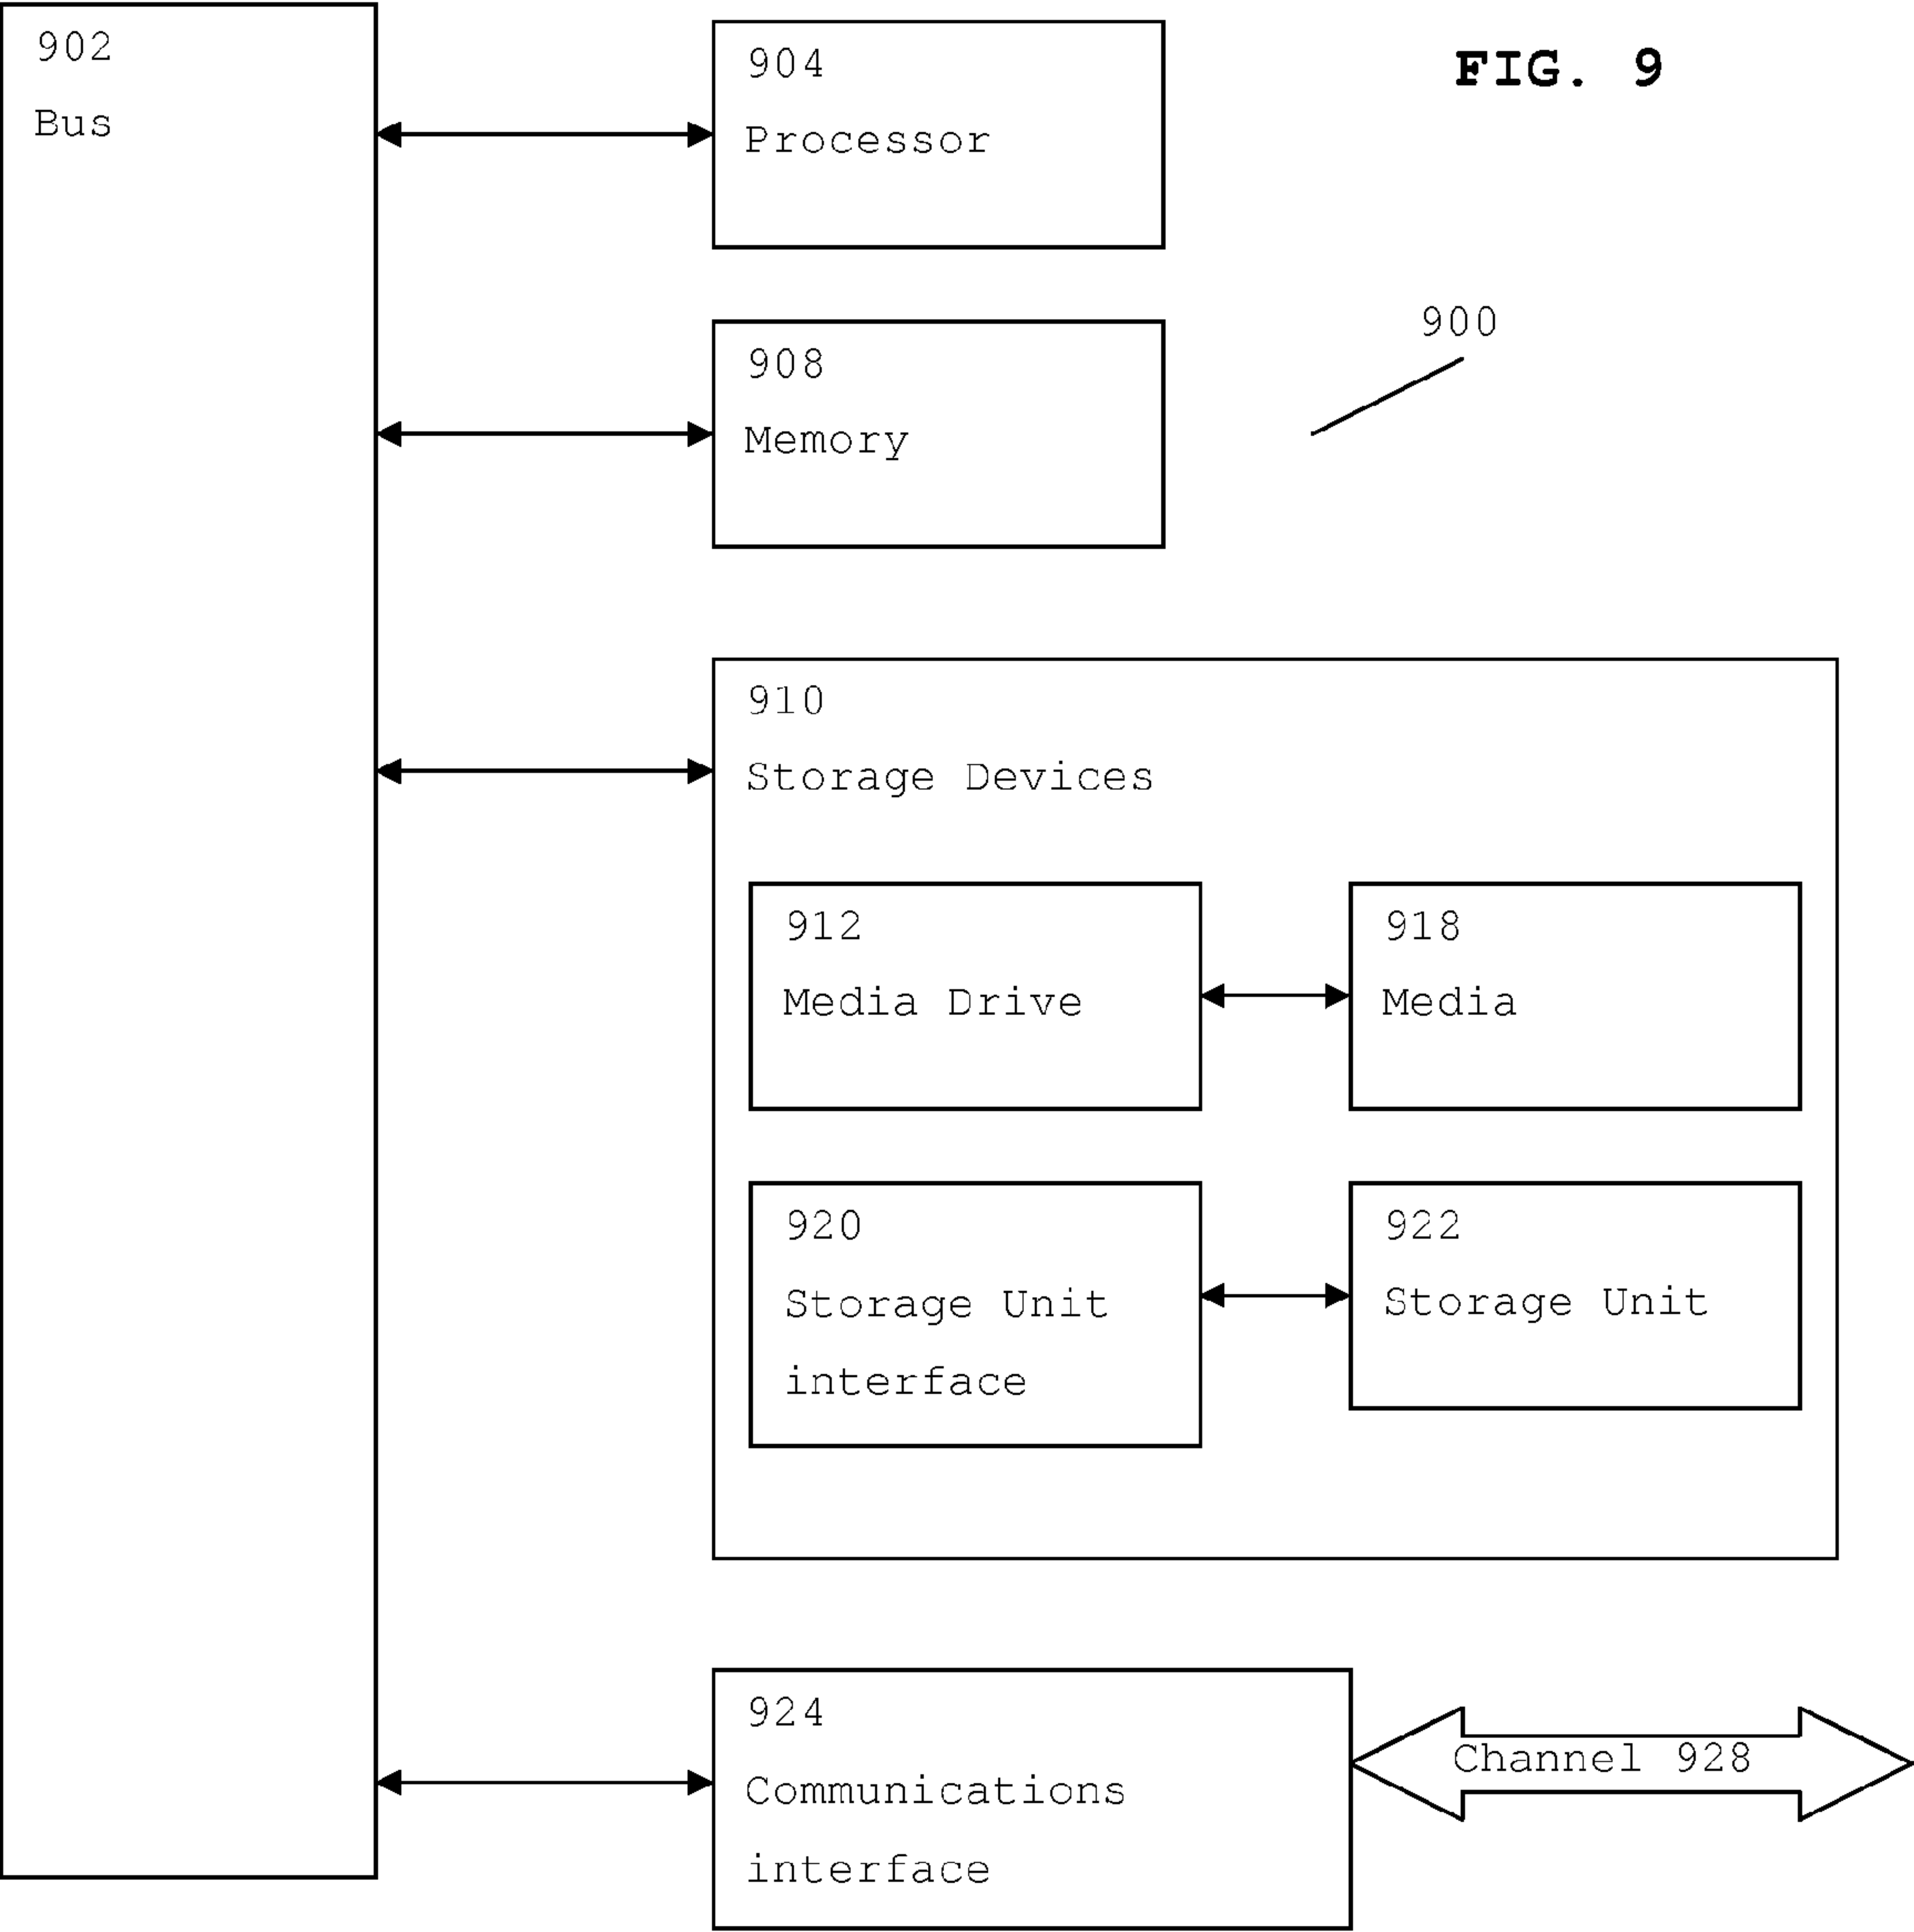 902
Bus
904
Processor
FIG. 9
900
908
Memory
910
Storage Devices
912
Media Drive
918
Media
920
Storage Unit
interface
922
Storage Unit
924
Communications
interface
Channel 928